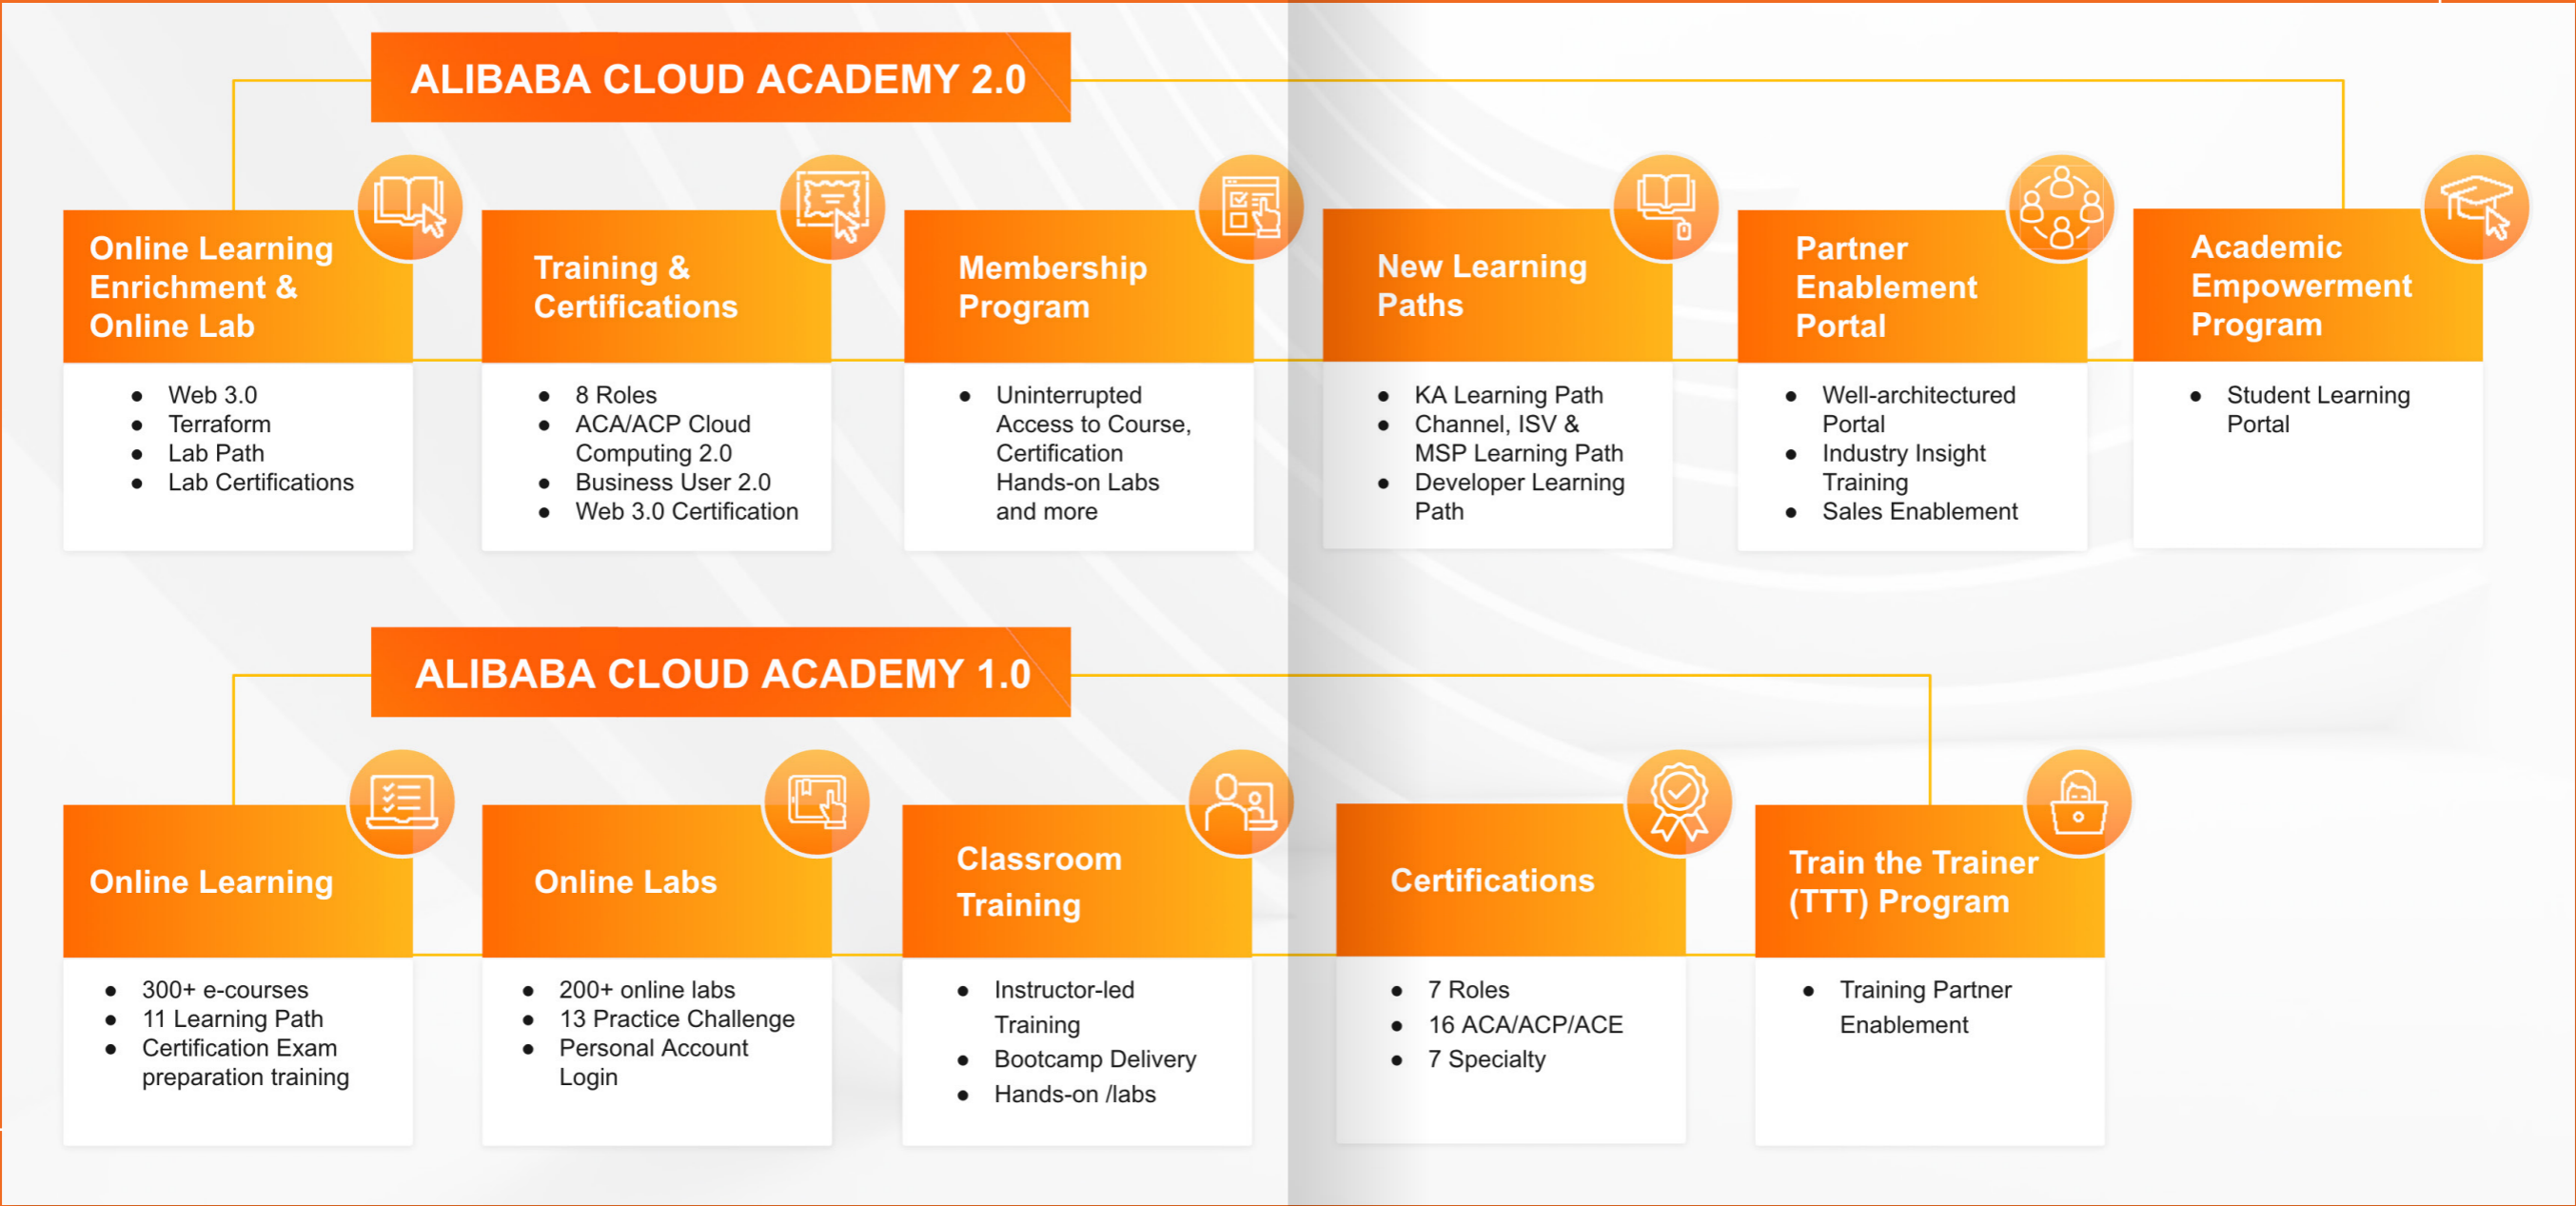 ALIBABA CLOUD ACADEMY 2.0
Online Learning
Enrichment &
Online Lab
● Web 3.0
● Terraform
● Lab Path
● Lab Certifications
Training &
Certifications
● 8 Roles
● ACA/ACP Cloud
Computing 2.0
● Business User 2.0
● Web 3.0 Certification
Membership
Program
● Uninterrupted
Access to Course,
Certification
Hands-on Labs
and more
New Learning
Paths
● KA Learning Path
● Channel, ISV &
MSP Learning Path
● Developer Learning
Path
Partner
Enablement
Portal
● Well-architectured
Portal
● Industry Insight
Training
● Sales Enablement
Academic
Empowerment
Program
● Student Learning
Portal
ALIBABA CLOUD ACADEMY 1.0
Online Learning
● 300+ e-courses
● 11 Learning Path
● Certification Exam
preparation training
Online Labs
● 200+ online labs
● 13 Practice Challenge
● Personal Account
Login
Classroom
Training
● Instructor-led
Training
● Bootcamp Delivery
● Hands-on /labs
Certifications
● 7 Roles
● 16 ACA/ACP/ACE
● 7 Specialty
Train the Trainer
(TTT) Program
● Training Partner
Enablement